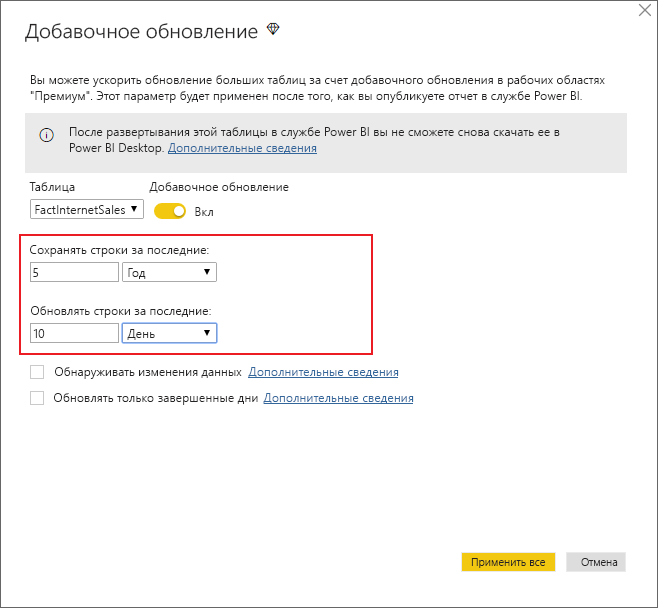 Добавочное обновление
Вы можете ускорить обновление больших таблиц за счет добавочного обновления в рабочих областях
"Премиум". Этот параметр будет применен после того, как вы опубликуете отчет в службе Power BI.
После развертывания этой таблицы в службе Power BI вы не сможете снова скачать ее в
Power BI Desktop. Дополнительные сведения
Таблица Добавочное обновление
FactInternetSales Вкл
Сохранять строки за последние:
5 Год
Обновлять строки за последние:
10 День
Обнаруживать изменения данных Дополнительные сведения
Обновлять только завершенные дни Дополнительные сведения
Применить все Отмена